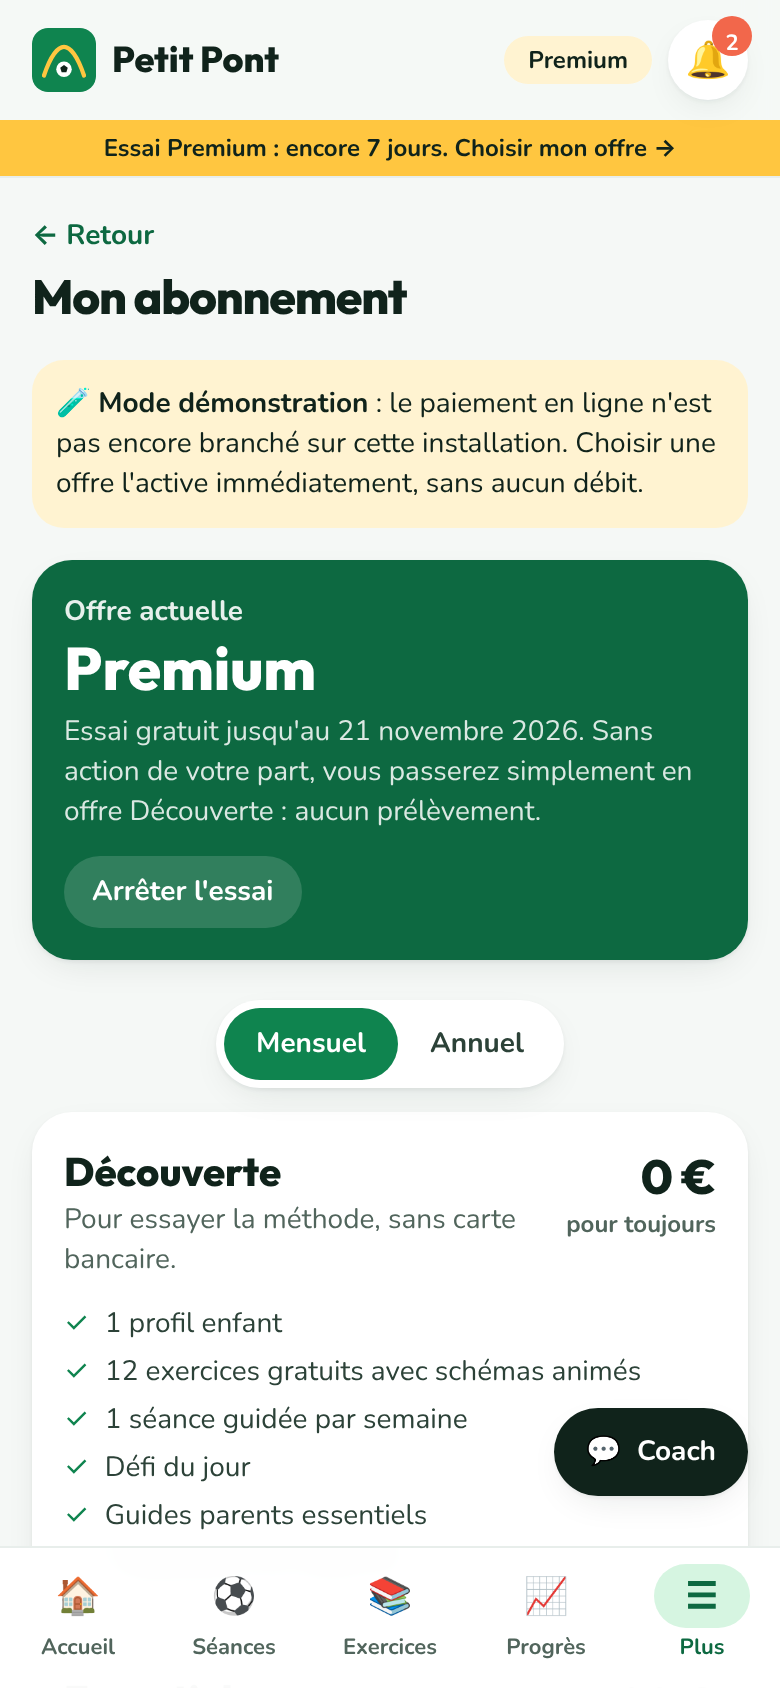 Petit Pont
Premium
2
Essai Premium : encore 7 jours. Choisir mon offre →
← Retour
Mon abonnement
Mode démonstration : le paiement en ligne n'est
pas encore branché sur cette installation. Choisir une
offre l'active immédiatement, sans aucun débit.
Offre actuelle
Premium
Essai gratuit jusqu'au 21 novembre 2026. Sans
action de votre part, vous passerez simplement en
offre Découverte : aucun prélèvement.
Arrêter l'essai
Mensuel
Annuel
Découverte
0 €
Pour essayer la méthode, sans carte
bancaire.
pour toujours
✓ 1 profil enfant
✓ 12 exercices gratuits avec schémas animés
✓ 1 séance guidée par semaine
✓ Défi du jour
✓ Guides parents essentiels
Coach
Accueil
Séances
Exercices
Progrès
Plus